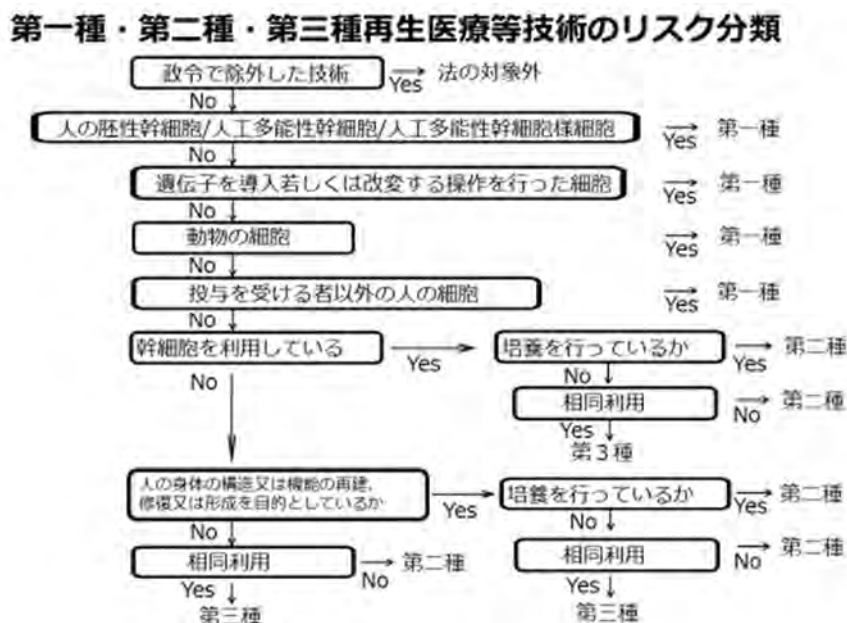 第一種・第二種・第三種再生医療等技術のリスク分類
政令で除外した技術
Yes
法の対象外
No
人の胚性幹細胞/人工多能性幹細胞/人工多能性幹細胞様細胞
Yes
第一種
No
遺伝子を導入若しくは改変する操作を行った細胞
Yes
第一種
No
動物の細胞
Yes
第一種
No
投与を受ける者以外の人の細胞
Yes
第一種
No
幹細胞を利用している
Yes
培養を行っているか
Yes
第二種
No
No
相同利用
No
第二種
Yes
第3種
人の身体の構造又は機能の再建、
修復又は形成を目的としているか
Yes
培養を行っているか
Yes
第二種
No
No
相同利用
No
第二種
相同利用
No
第二種
Yes
第三種
Yes
第三種